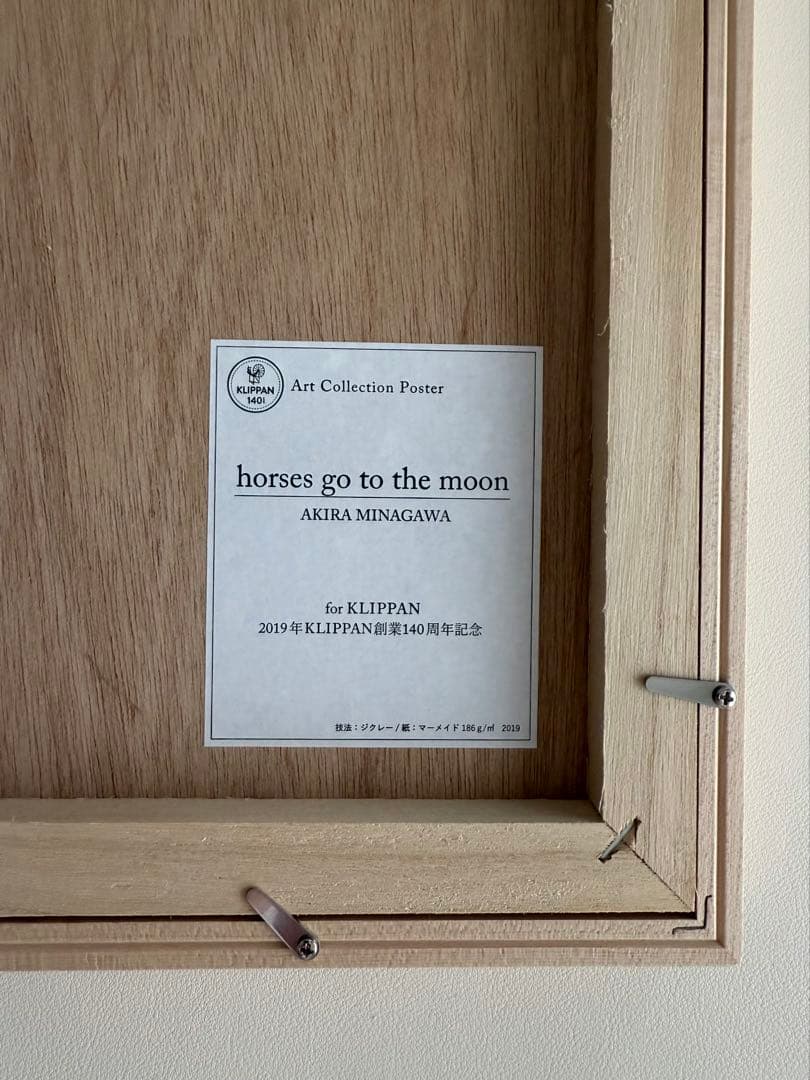 KLIPPAN
140
Art Collection Poster
horses go to the moon
AKIRA MINAGAWA
for KLIPPAN
2019年KLIPPAN創業140周年記念
技法：ジクレー / 紙：マーメイド 186 g/㎡ 2019